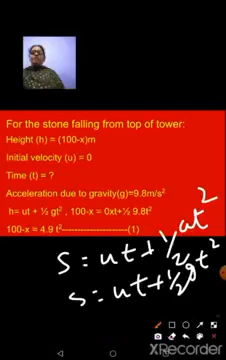 For the stone falling from top of tower:
Height (h) = (100-x)m
Initial velocity (u) = 0
Time (t) = ?
Acceleration due to gravity(g)=9.8m/s²
h= ut + ½ gt² , 100-x = 0xt+½ 9.8t²
100-x = 4.9 t²---------------------(1)
S = ut + 1/2 at²
S = ut + 1/2 gt²